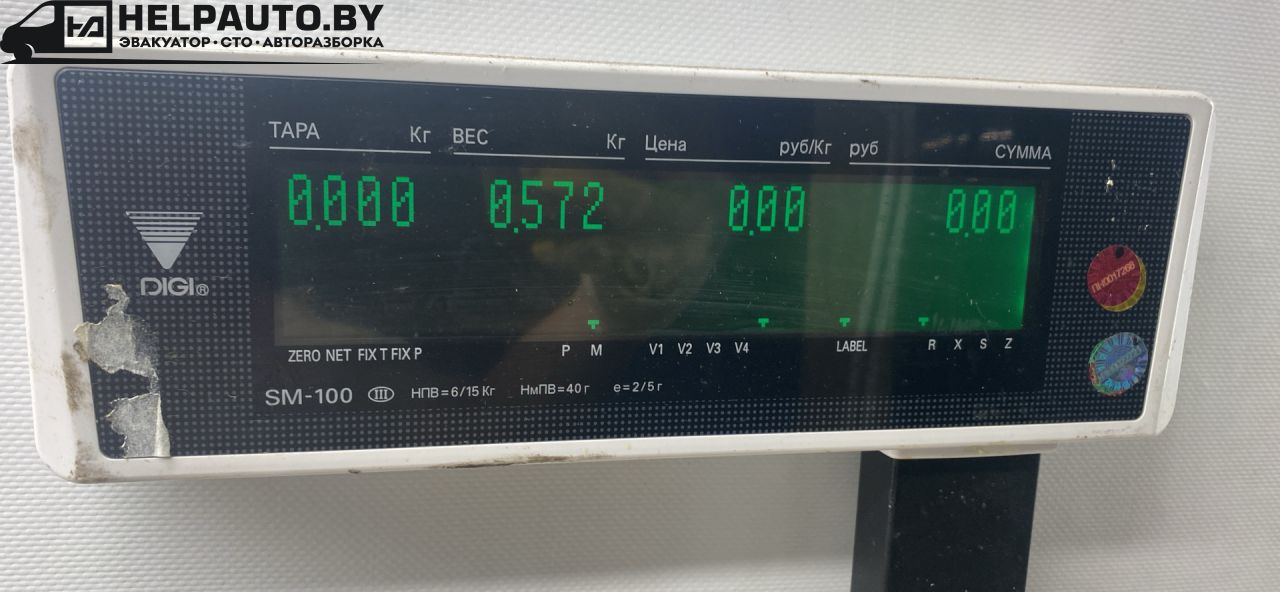 HELPAUTO.BY
ЭВАКУАТОР·СТО·АВТОРАЗБОРКА
ТАРА Кг ВЕС Кг Цена руб/Кг руб СУММА
0.000 0.572 0.00 0.00
DIGI®
ZERO NET FIX T FIX P P M V1 V2 V3 V4 LABEL R X S Z
SM-100 III НПВ=6/15 Кг НмПВ=40 г e=2/5 г
ПН0017268